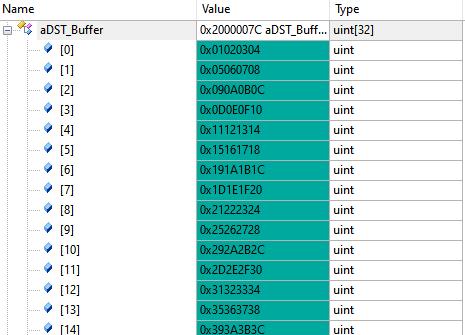 Name Value Type
aDST_Buffer 0x2000007C aDST_Buff... uint[32]
[0] 0x01020304 uint
[1] 0x05060708 uint
[2] 0x090A0B0C uint
[3] 0x0D0E0F10 uint
[4] 0x11121314 uint
[5] 0x15161718 uint
[6] 0x191A1B1C uint
[7] 0x1D1E1F20 uint
[8] 0x21222324 uint
[9] 0x25262728 uint
[10] 0x292A2B2C uint
[11] 0x2D2E2F30 uint
[12] 0x31323334 uint
[13] 0x35363738 uint
[14] 0x393A3B3C uint